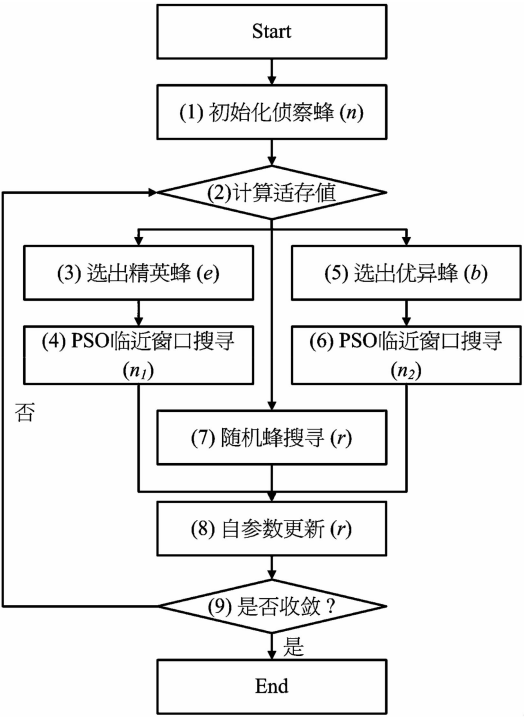 Start
(1) 初始化侦察蜂 (n)
(2)计算适存值
(3) 选出精英蜂 (e)
(5) 选出优异蜂 (b)
(4) PSO临近窗口搜寻
(n1)
(6) PSO临近窗口搜寻
(n2)
否
(7) 随机蜂搜寻 (r)
(8) 自参数更新 (r)
(9) 是否收敛？
是
End